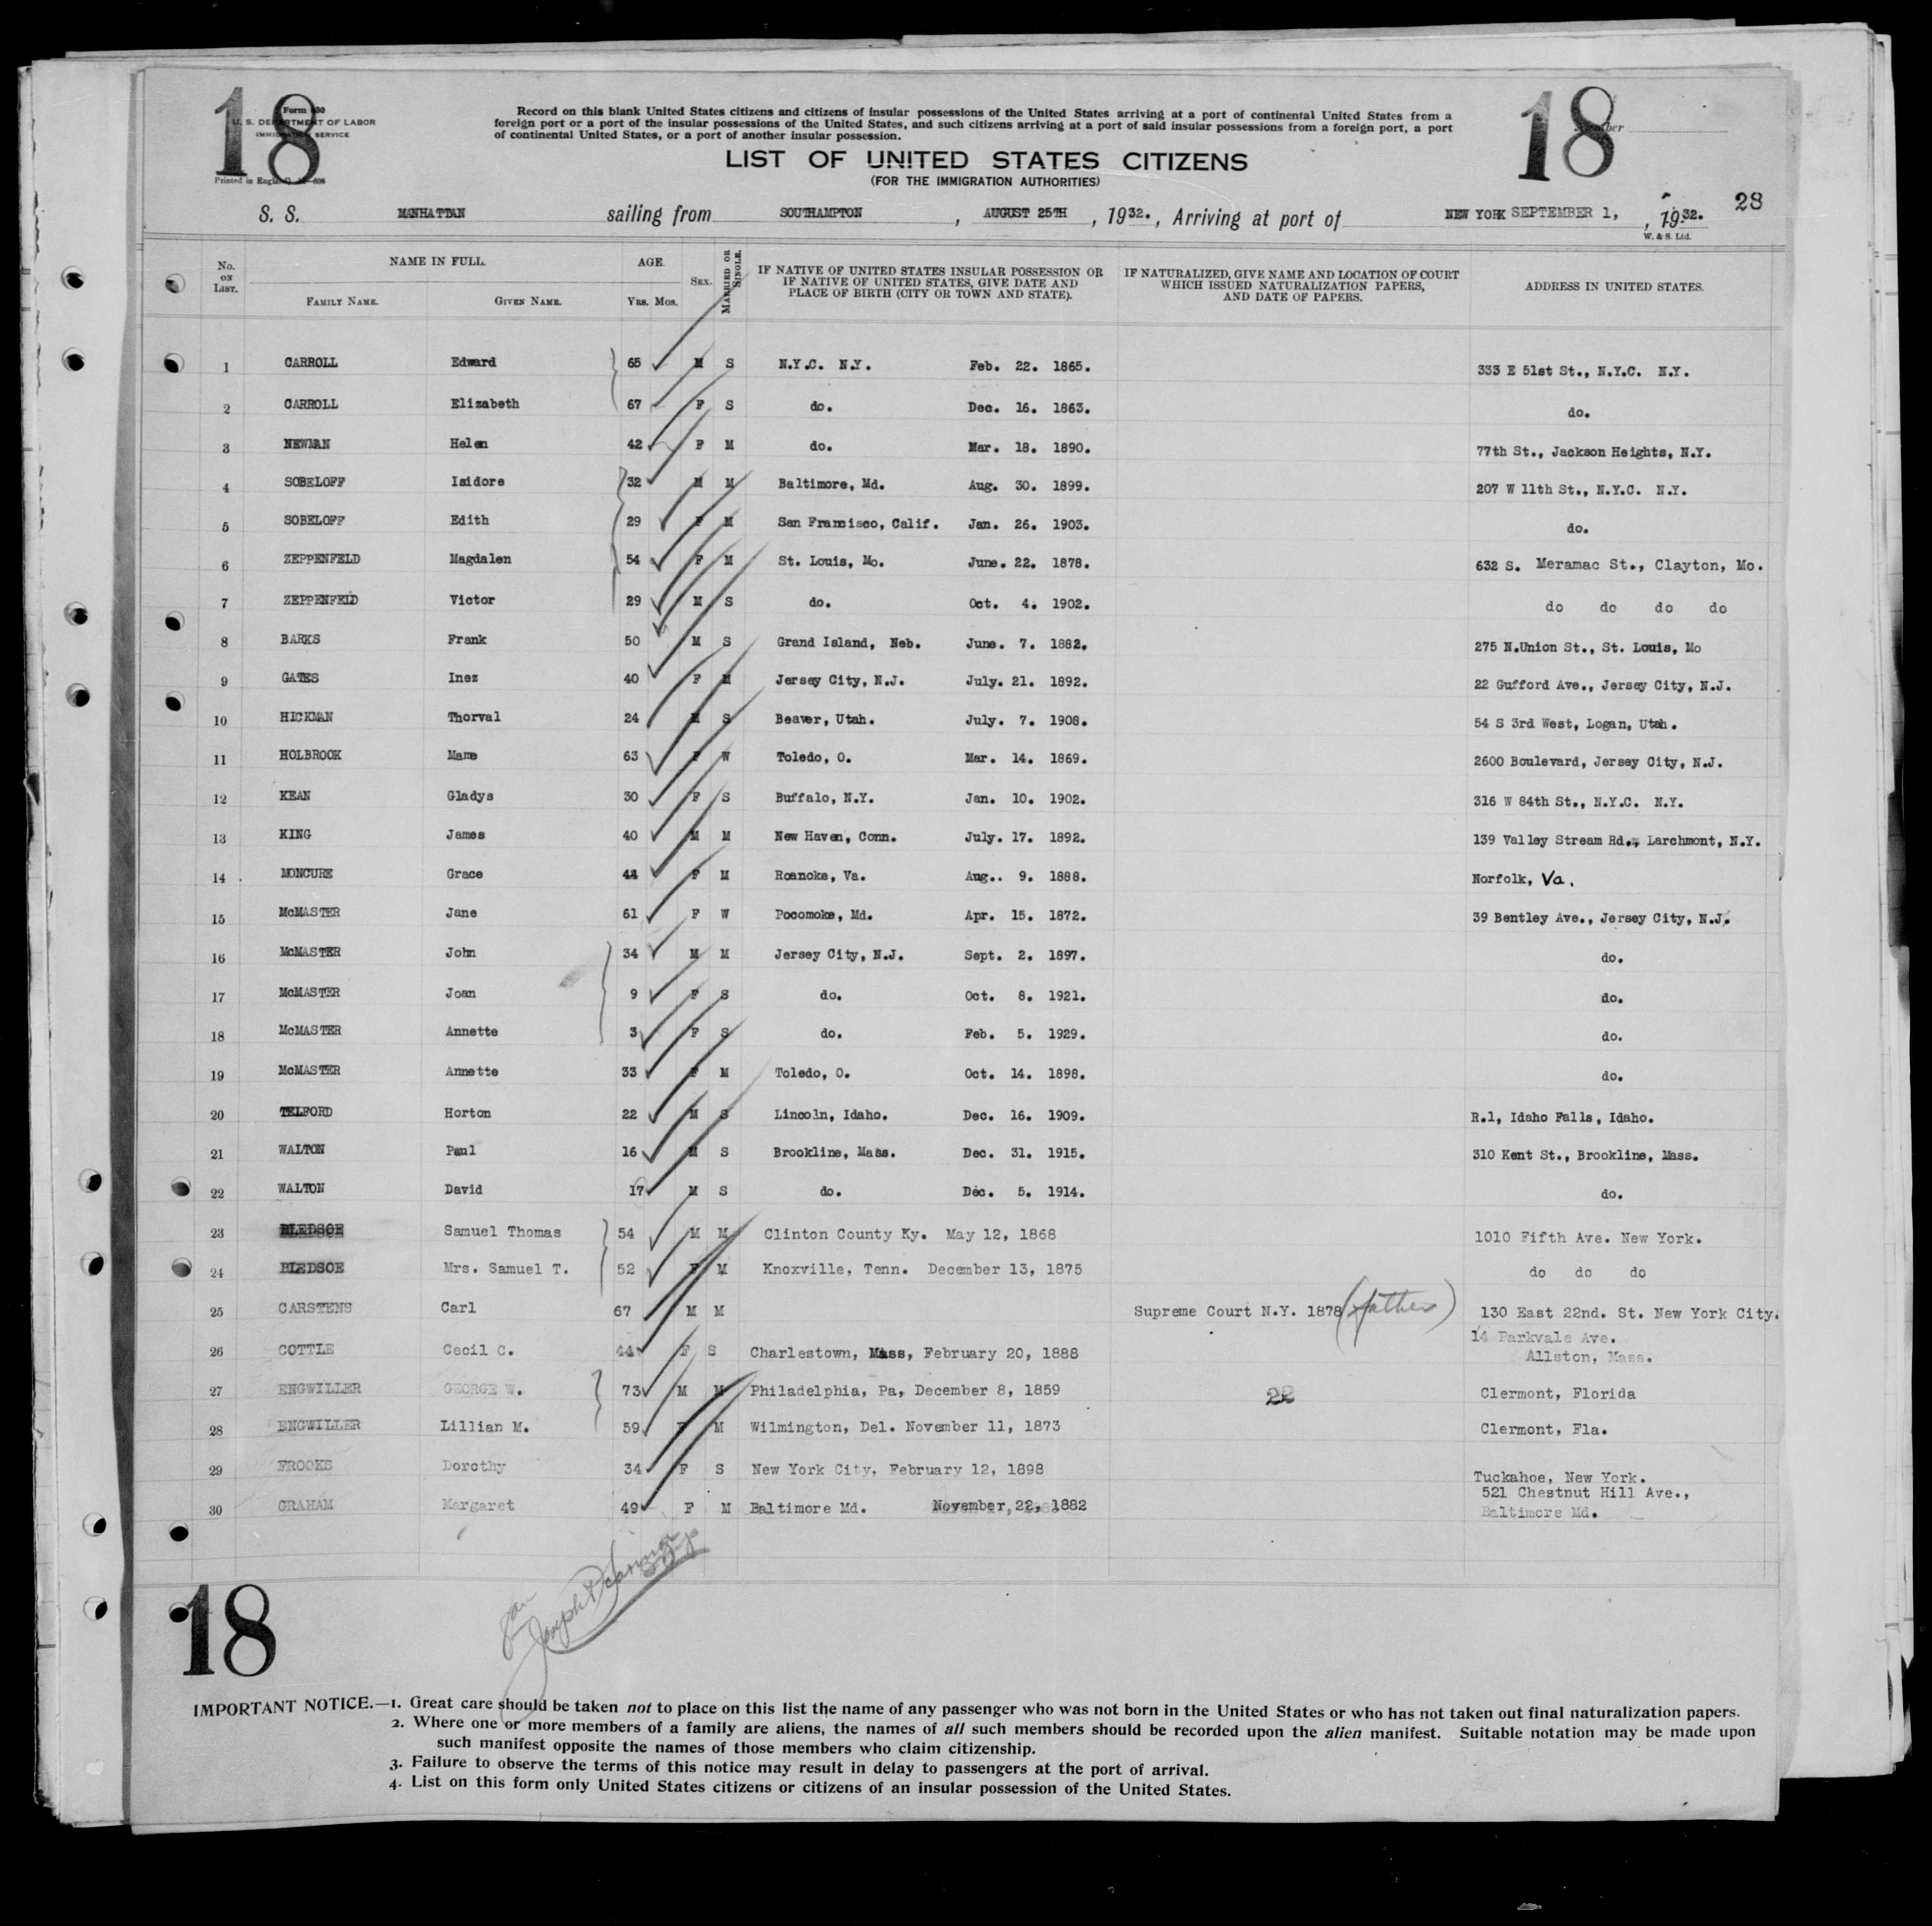 18
18
Form 630
U. S. DEPARTMENT OF LABOR
IMMIGRATION SERVICE
Printed in England
Record on this blank United States citizens and citizens of insular possessions of the United States arriving at a port of continental United States from a
foreign port or a port of the insular possessions of the United States, and such citizens arriving at a port of said insular possessions from a foreign port, a port
of continental United States, or a port of another insular possession.
Number
LIST OF UNITED STATES CITIZENS
(FOR THE IMMIGRATION AUTHORITIES)
S. S. MANHATTAN sailing from SOUTHAMPTON, AUGUST 25TH, 1932., Arriving at port of NEW YORK SEPTEMBER 1, , 1932. 28
W. & S. Ltd.
No. ON LIST. NAME IN FULL. AGE. SEX. MARRIED OR SINGLE. IF NATIVE OF UNITED STATES INSULAR POSSESSION OR IF NATIVE OF UNITED STATES, GIVE DATE AND PLACE OF BIRTH (CITY OR TOWN AND STATE). IF NATURALIZED, GIVE NAME AND LOCATION OF COURT WHICH ISSUED NATURALIZATION PAPERS, AND DATE OF PAPERS. ADDRESS IN UNITED STATES.
FAMILY NAME. GIVEN NAME. Yrs. Mos.
1 CARROLL Edward 65 M S N.Y.C. N.Y. Feb. 22. 1865. 333 E 51st St., N.Y.C. N.Y.
2 CARROLL Elizabeth 67 F S do. Dec. 16. 1863. do.
3 NEWMAN Helen 42 F M do. Mar. 18. 1890. 77th St., Jackson Heights, N.Y.
4 SOBELOFF Isidore 32 M M Baltimore, Md. Aug. 30. 1899. 207 W 11th St., N.Y.C. N.Y.
5 SOBELOFF Edith 29 F M San Francisco, Calif. Jan. 26. 1903. do.
6 ZEPPENFELD Magdalen 54 F M St. Louis, Mo. June. 22. 1878. 632 S. Meramac St., Clayton, Mo.
7 ZEPPENFELD Victor 29 M S do. Oct. 4. 1902. do do do do
8 BARKS Frank 50 M S Grand Island, Neb. June. 7. 1882. 275 N.Union St., St. Louis, Mo
9 GATES Inez 40 F M Jersey City, N.J. July. 21. 1892. 22 Gufford Ave., Jersey City, N.J.
10 HICKMAN Thorval 24 M S Beaver, Utah. July. 7. 1908. 54 S 3rd West, Logan, Utah.
11 HOLBROOK Mame 63 F W Toledo, O. Mar. 14. 1869. 2600 Boulevard, Jersey City, N.J.
12 KEAN Gladys 30 F S Buffalo, N.Y. Jan. 10. 1902. 316 W 84th St., N.Y.C. N.Y.
13 KING James 40 M M New Haven, Conn. July. 17. 1892. 139 Valley Stream Rd., Larchmont, N.Y.
14 MONCURE Grace 44 F M Roanoke, Va. Aug.. 9. 1888. Norfolk, Va.
15 McMASTER Jane 61 F W Pocomoke, Md. Apr. 15. 1872. 39 Bentley Ave., Jersey City, N.J.
16 McMASTER John 34 M M Jersey City, N.J. Sept. 2. 1897. do.
17 McMASTER Joan 9 F S do. Oct. 8. 1921. do.
18 McMASTER Annette 3 F S do. Feb. 5. 1929. do.
19 McMASTER Annette 33 F M Toledo, O. Oct. 14. 1898. do.
20 TELFORD Horton 22 M S Lincoln, Idaho. Dec. 16. 1909. R.1, Idaho Falls, Idaho.
21 WALTON Paul 16 M S Brookline, Mass. Dec. 31. 1915. 310 Kent St., Brookline, Mass.
22 WALTON David 17 M S do. Dec. 5. 1914. do.
23 BLEDSOE Samuel Thomas 54 M M Clinton County Ky. May 12, 1868 1010 Fifth Ave. New York.
24 BLEDSOE Mrs. Samuel T. 52 F M Knoxville, Tenn. December 13, 1875 do do do
25 CARSTENS Carl 67 M M Supreme Court N.Y. 1878 (father) 130 East 22nd. St. New York City.
26 COTTLE Cecil C. 44 F S Charlestown, Mass, February 20, 1888 14 Parkvale Ave. Allston, Mass.
27 ENGWILLER GEORGE W. 73 M M Philadelphia, Pa, December 8, 1859 28 Clermont, Florida
28 ENGWILLER Lillian M. 59 F M Wilmington, Del. November 11, 1873 Clermont, Fla.
29 FROOKS Dorothy 34 F S New York City, February 12, 1898 Tuckahoe, New York.
30 GRAHAM Margaret 49 F M Baltimore Md. November 22, 1882 521 Chestnut Hill Ave., Baltimore Md.
18
IMPORTANT NOTICE.—1. Great care should be taken not to place on this list the name of any passenger who was not born in the United States or who has not taken out final naturalization papers.
2. Where one or more members of a family are aliens, the names of all such members should be recorded upon the alien manifest. Suitable notation may be made upon
such manifest opposite the names of those members who claim citizenship.
3. Failure to observe the terms of this notice may result in delay to passengers at the port of arrival.
4. List on this form only United States citizens or citizens of an insular possession of the United States.